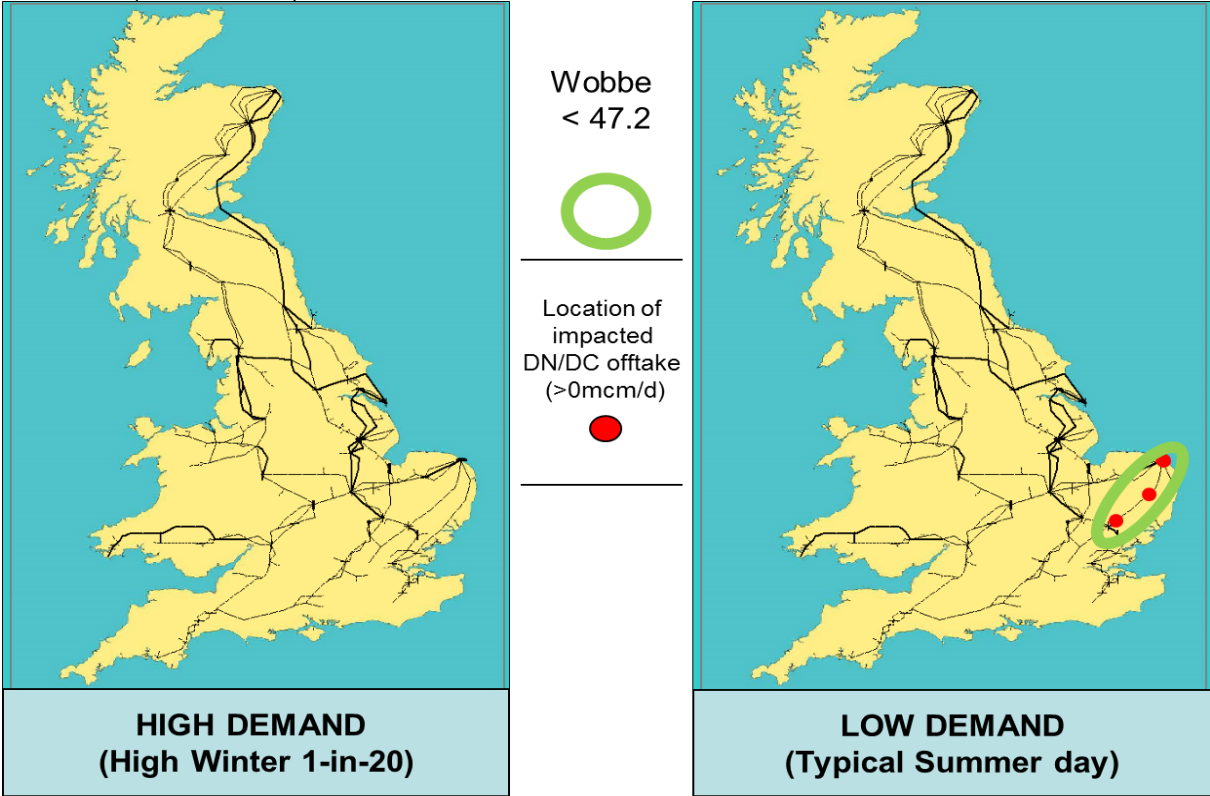 Wobbe
< 47.2
Location of
impacted
DN/DC offtake
(>0mcm/d)
HIGH DEMAND
(High Winter 1-in-20)
LOW DEMAND
(Typical Summer day)